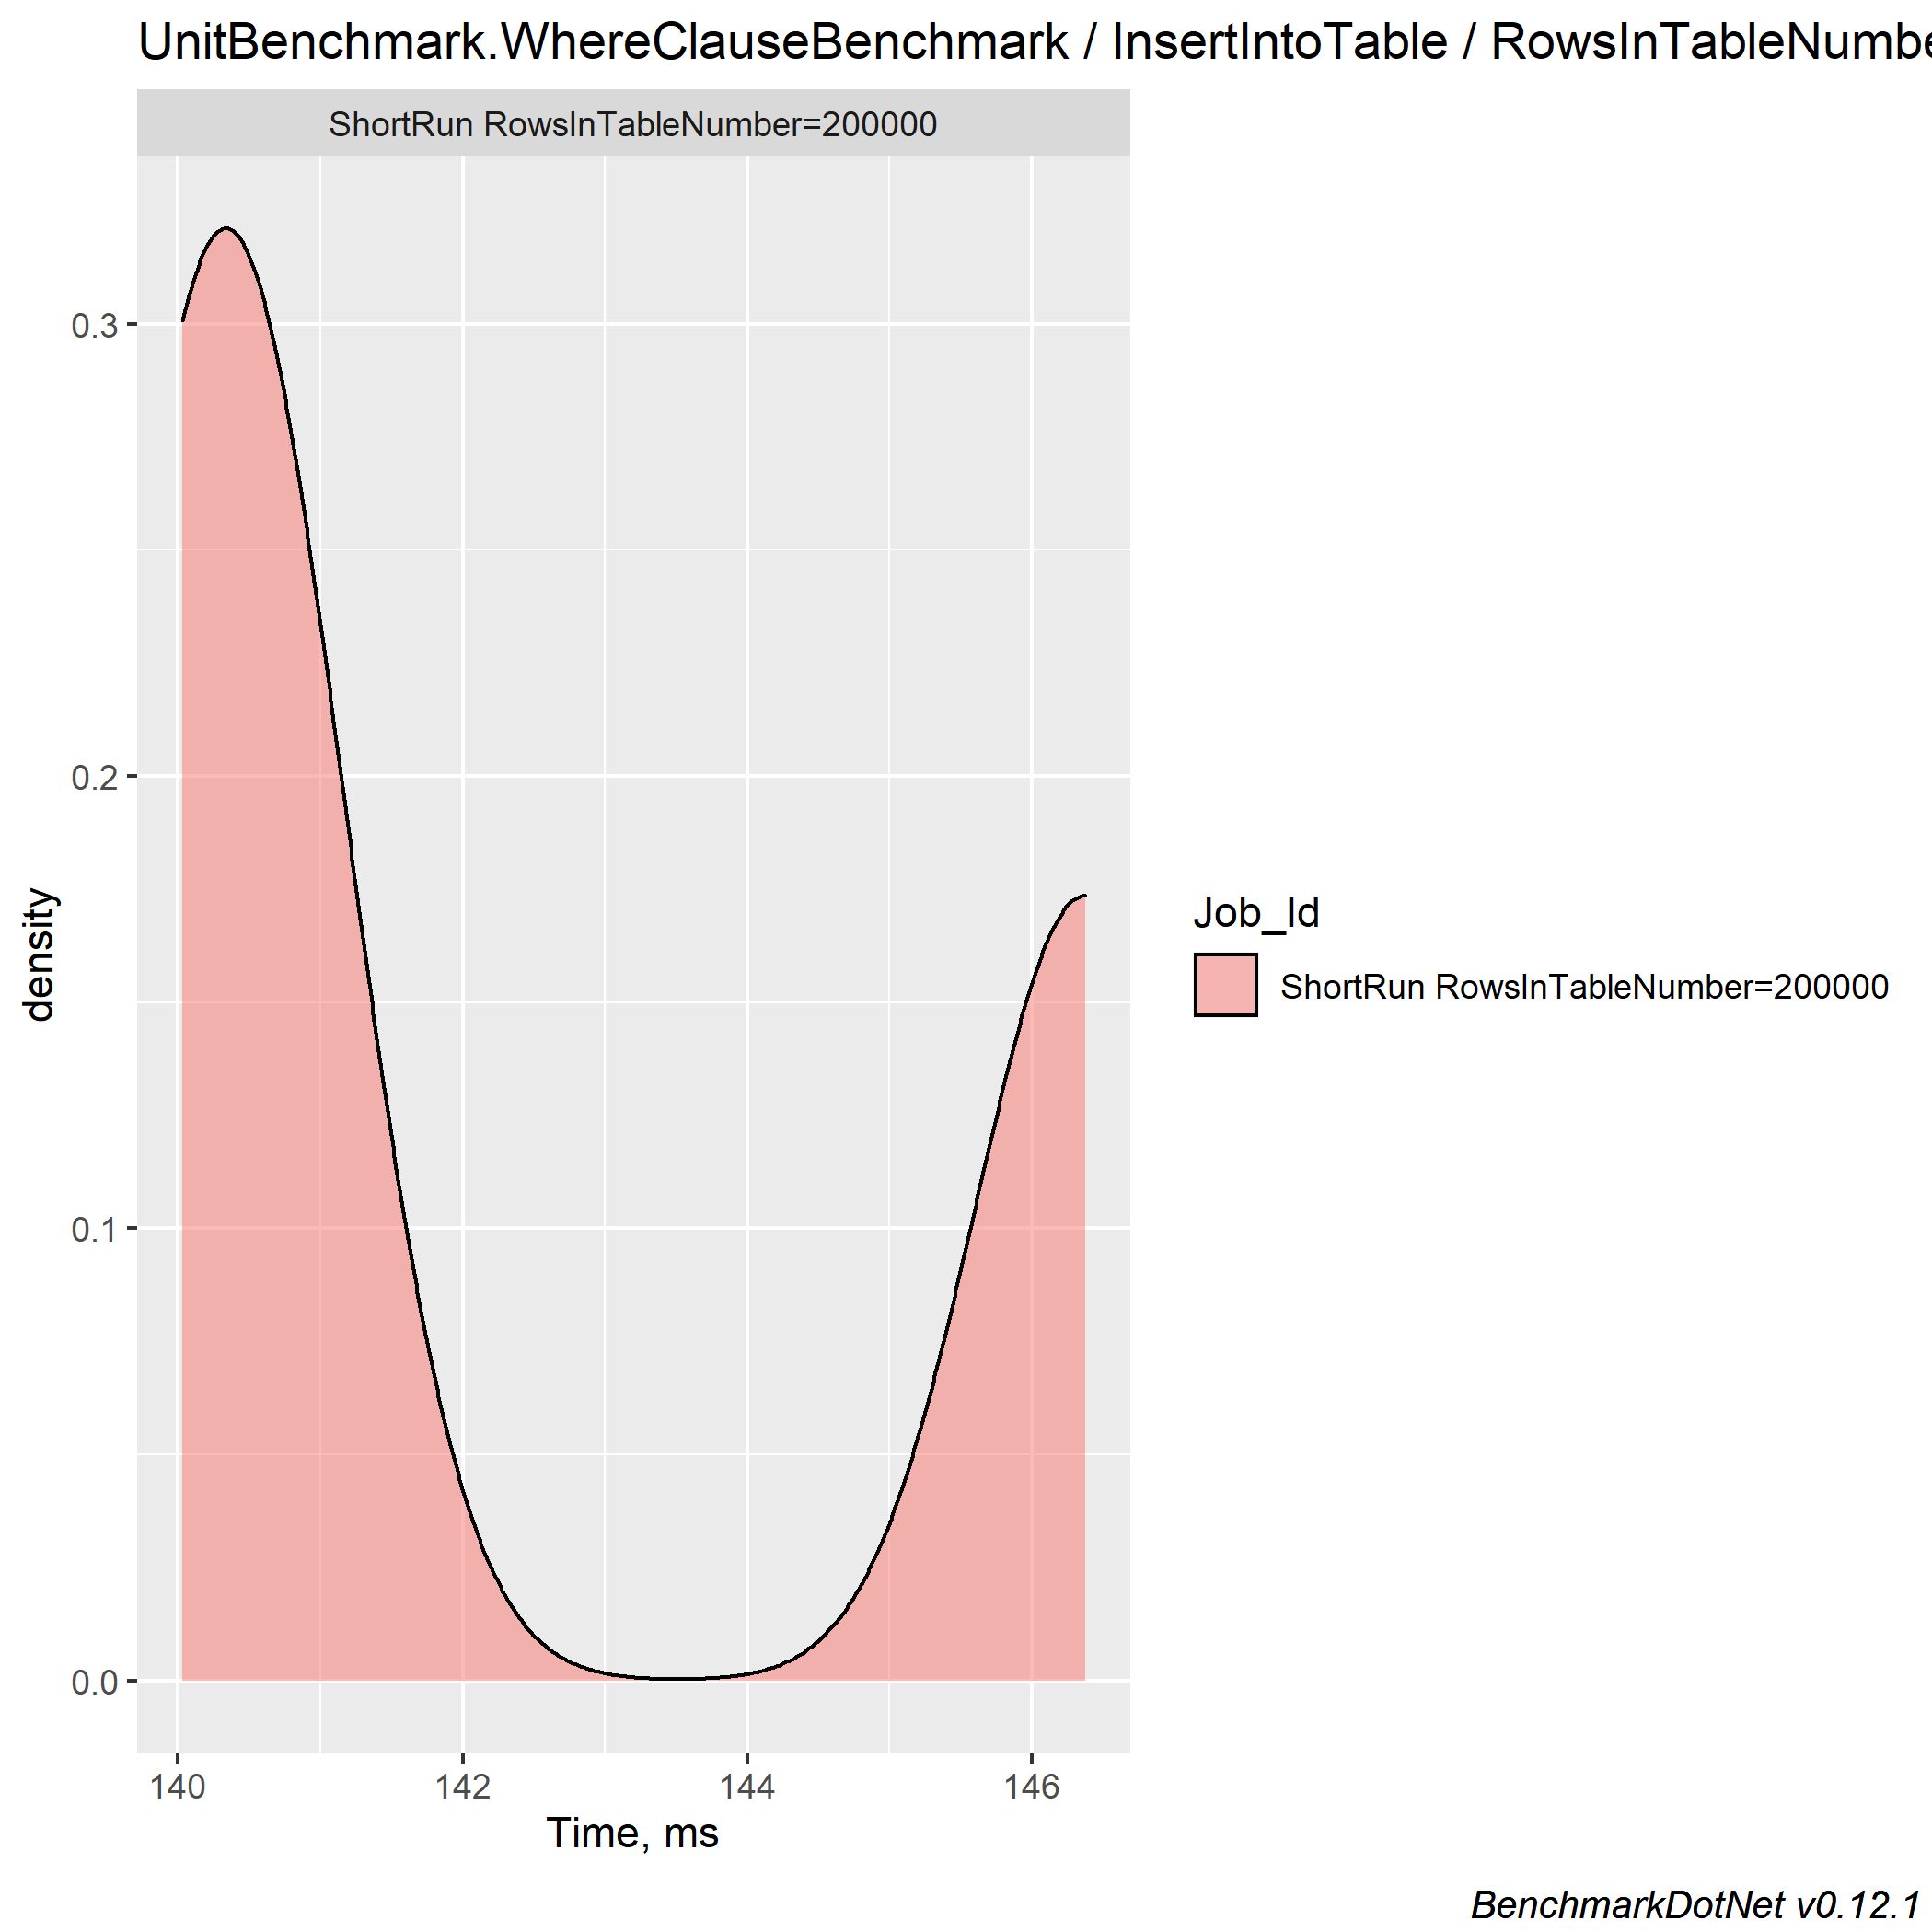 UnitBenchmark.WhereClauseBenchmark / InsertIntoTable / RowsInTableNumbe
ShortRun RowsInTableNumber=200000
0.3
0.2
0.1
0.0
density
140 142 144 146
Time, ms
Job_Id
ShortRun RowsInTableNumber=200000
BenchmarkDotNet v0.12.1